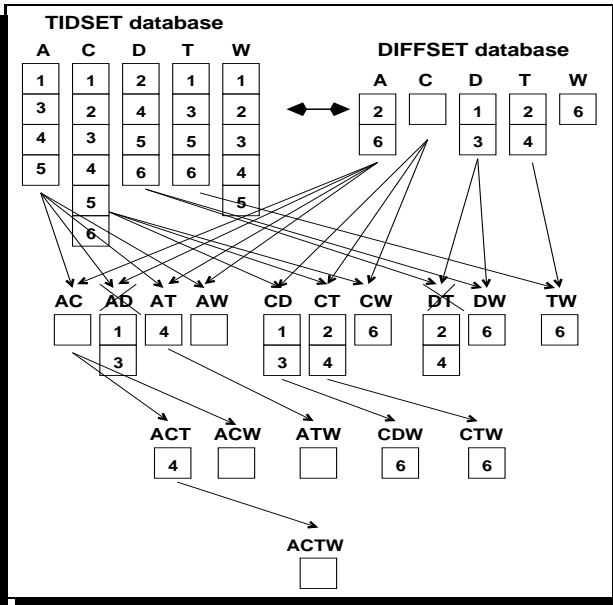 TIDSET database
A C D T W
1 1 2 1 1
3 2 4 3 2
4 3 5 5 3
5 4 6 6 4
5 5
6
DIFFSET database
A C D T W
2 1 2 6
6 3 4
AC AD AT AW CD CT CW DT DW TW
1 4 1 2 6 2 6 6
3 3 4 4
ACT ACW ATW CDW CTW
4 6 6
ACTW